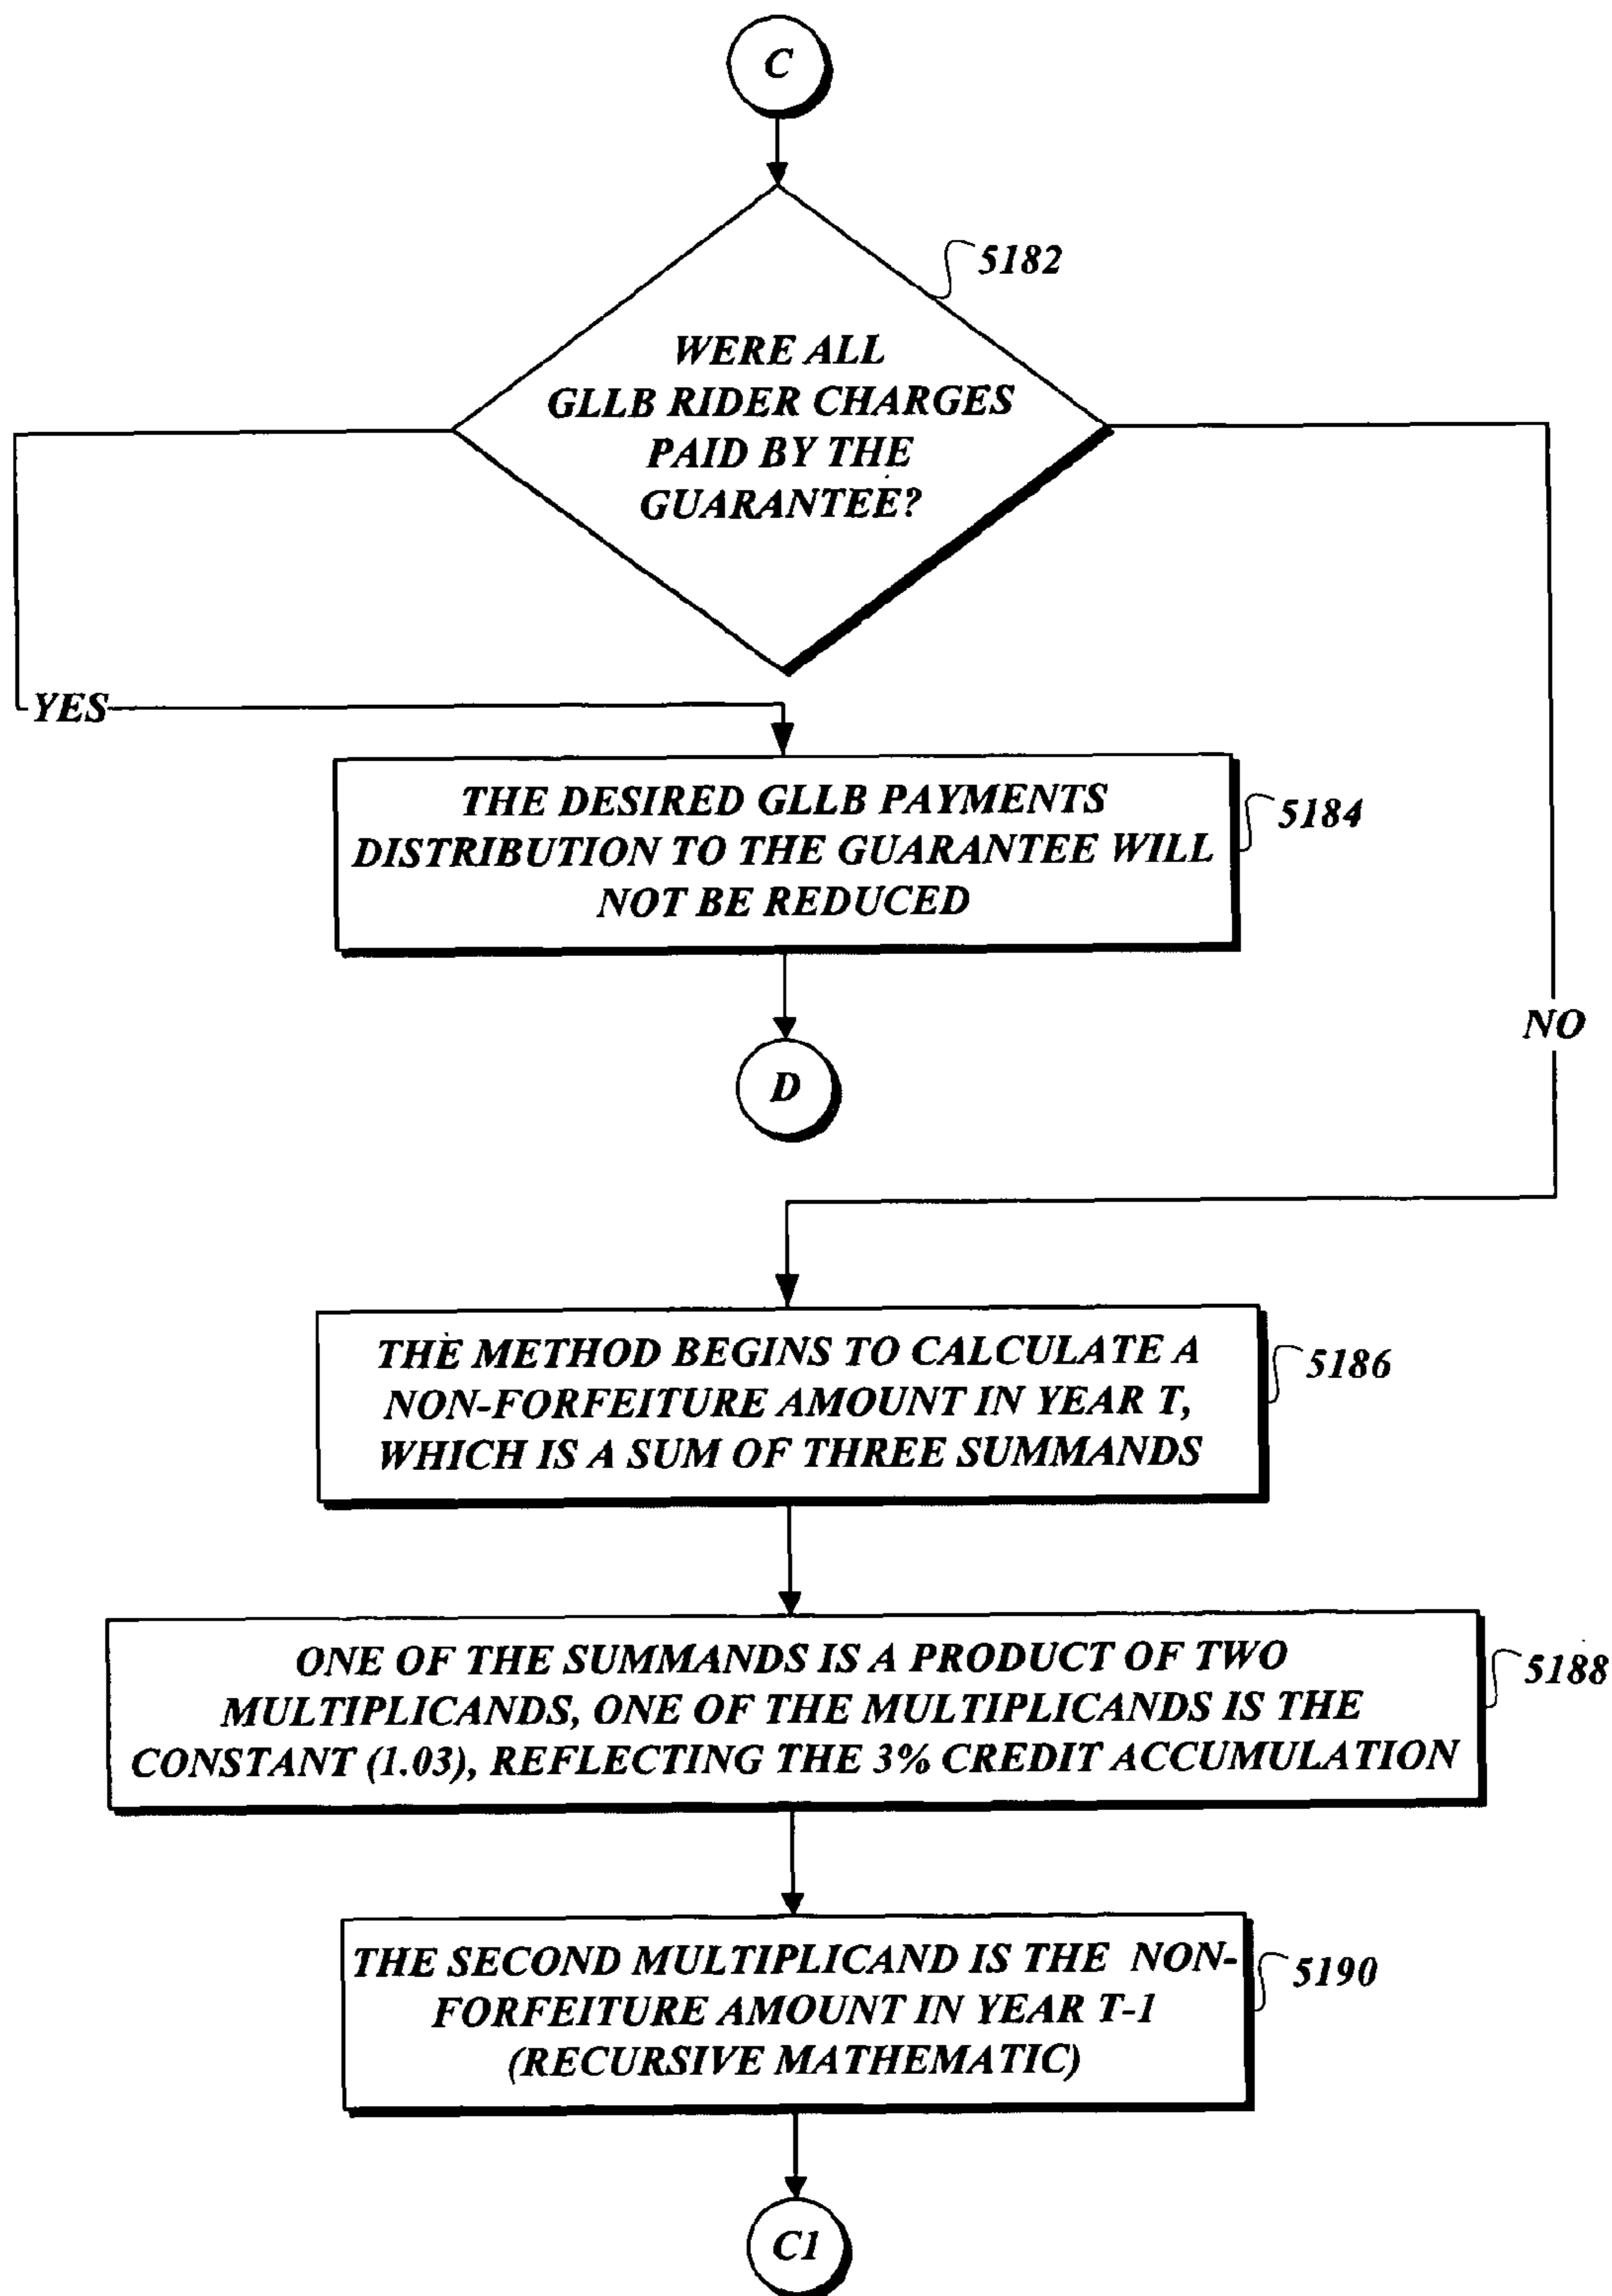 C
5182
WERE ALL
GLLB RIDER CHARGES
PAID BY THE
GUARANTEE?
YES
THE DESIRED GLLB PAYMENTS
DISTRIBUTION TO THE GUARANTEE WILL
NOT BE REDUCED
5184
D
NO
THE METHOD BEGINS TO CALCULATE A
NON-FORFEITURE AMOUNT IN YEAR T,
WHICH IS A SUM OF THREE SUMMANDS
5186
ONE OF THE SUMMANDS IS A PRODUCT OF TWO
MULTIPLICANDS, ONE OF THE MULTIPLICANDS IS THE
CONSTANT (1.03), REFLECTING THE 3% CREDIT ACCUMULATION
5188
THE SECOND MULTIPLICAND IS THE NON-
FORFEITURE AMOUNT IN YEAR T-1
(RECURSIVE MATHEMATIC)
5190
C1